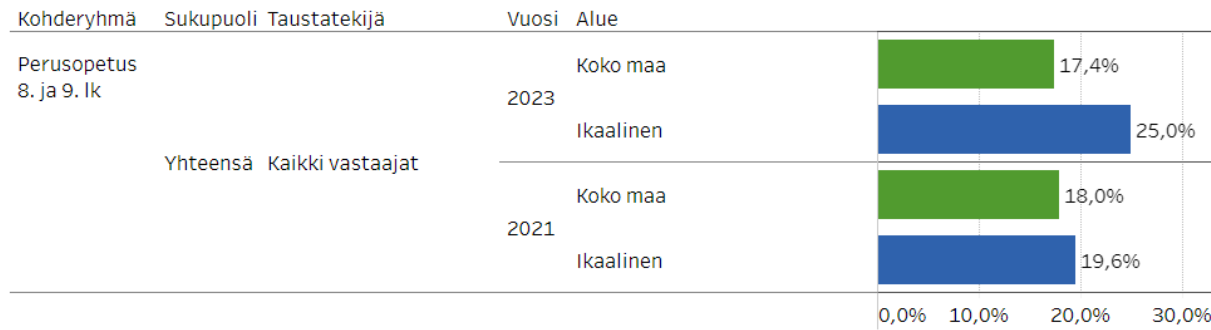 Kohderyhmä Sukupuoli Taustatekijä Vuosi Alue
Perusopetus
8. ja 9. lk
Yhteensä Kaikki vastaajat
2023
Koko maa 17,4%
Ikaalinen 25,0%
2021
Koko maa 18,0%
Ikaalinen 19,6%
0,0% 10,0% 20,0% 30,0%